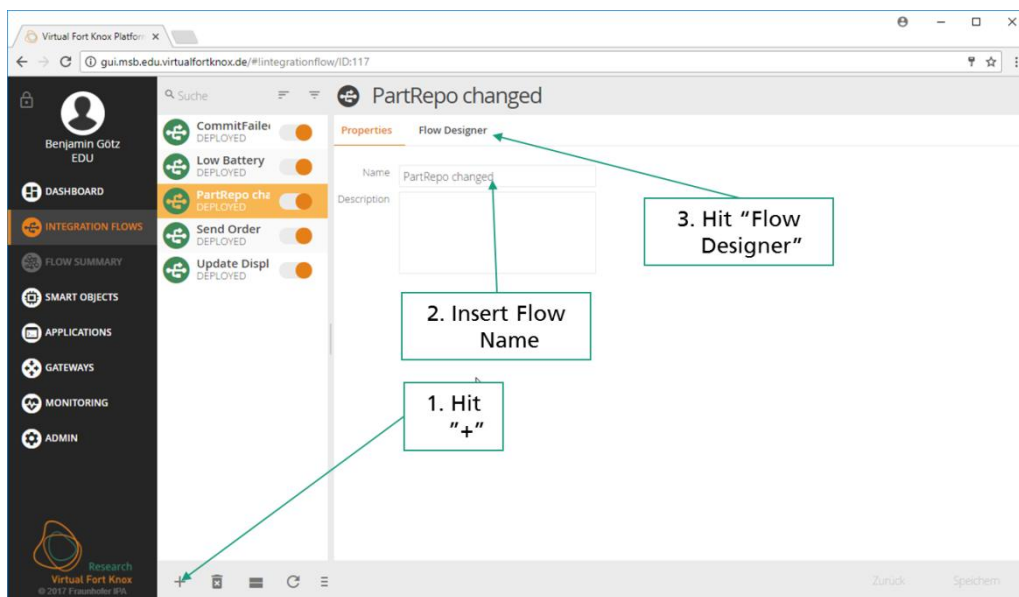 Virtual Fort Knox Platform
gui.msb.edu.virtualfortknox.de/#!integrationflow/ID:117
Benjamin Götz
EDU
DASHBOARD
INTEGRATION FLOWS
FLOW SUMMARY
SMART OBJECTS
APPLICATIONS
GATEWAYS
MONITORING
ADMIN
Research
Virtual Fort Knox
© 2017 Fraunhofer IPA
Suche
CommitFailed
DEPLOYED
Low Battery
DEPLOYED
PartRepo cha
DEPLOYED
Send Order
DEPLOYED
Update Displ
DEPLOYED
PartRepo changed
Properties Flow Designer
Name PartRepo changed
Description
3. Hit "Flow
Designer"
2. Insert Flow
Name
1. Hit
"+"
Zurück Speichern